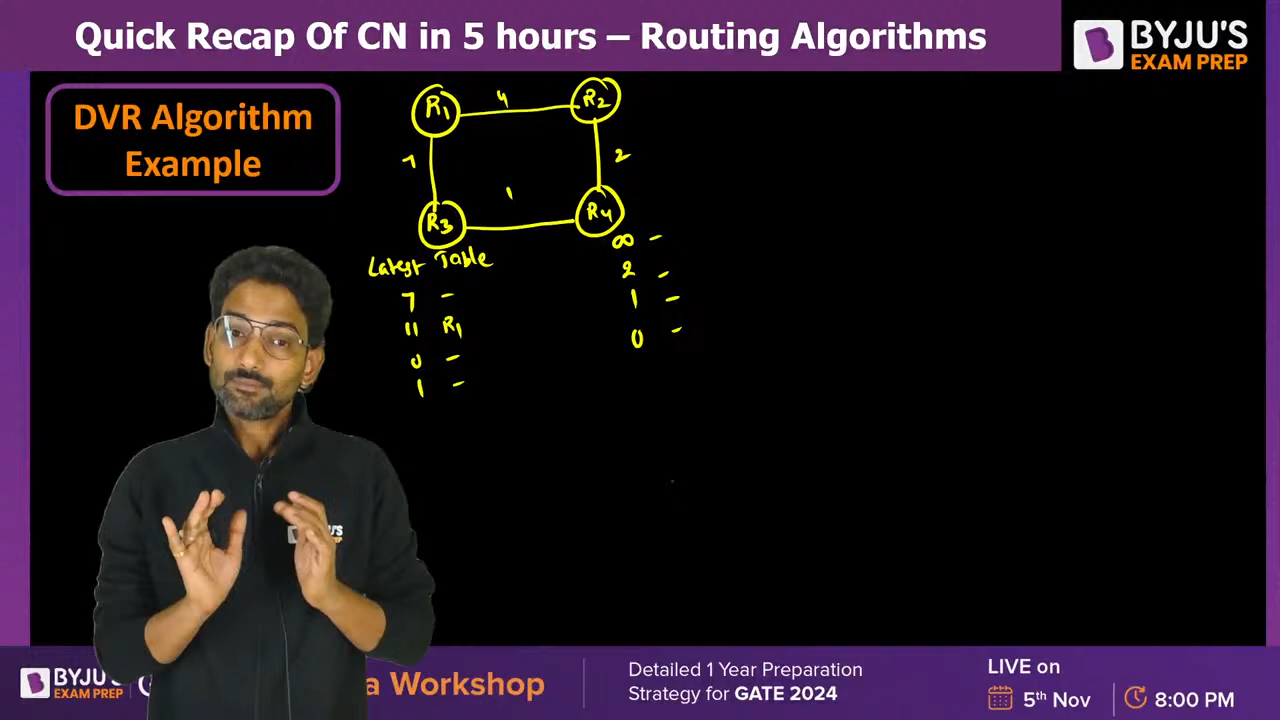 Quick Recap Of CN in 5 hours – Routing Algorithms
BYJU'S
EXAM PREP
DVR Algorithm
Example
R1 4 R2
7 2
1
R3 R4
Latest Table
7 -
11 R1
0 -
1 -
∞ -
2 -
1 -
0 -
BYJU'S
EXAM PREP
a Workshop
Detailed 1 Year Preparation
Strategy for GATE 2024
LIVE on
5th Nov
8:00 PM